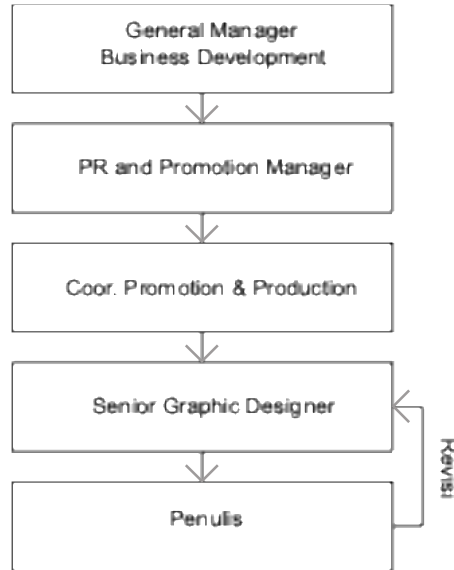 General Manager
Business Development
PR and Promotion Manager
Coor. Promotion & Production
Senior Graphic Designer
Revisi
Penulis